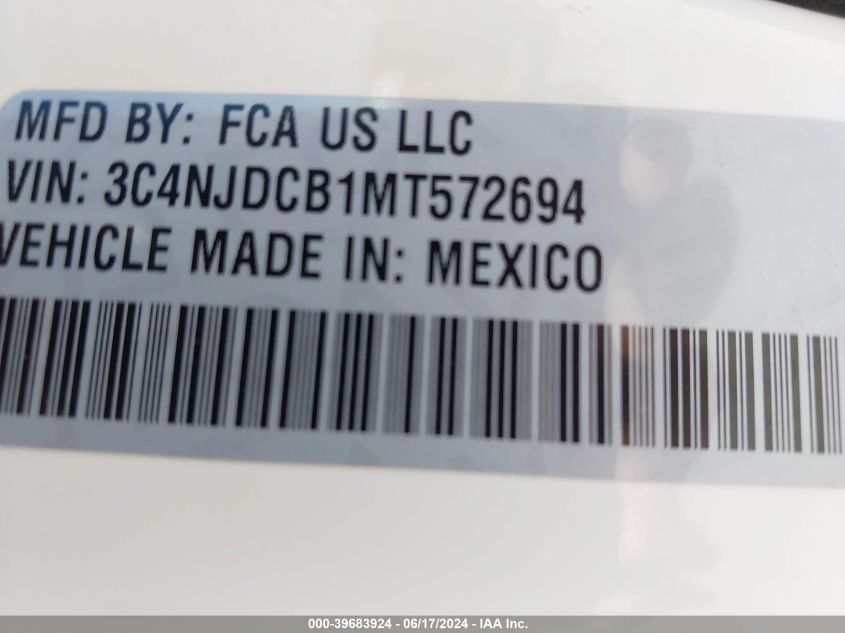 MFD BY: FCA US LLC
VIN: 3C4NJDCB1MT572694
VEHICLE MADE IN: MEXICO
000-39683924 - 06/17/2024 - IAA Inc.